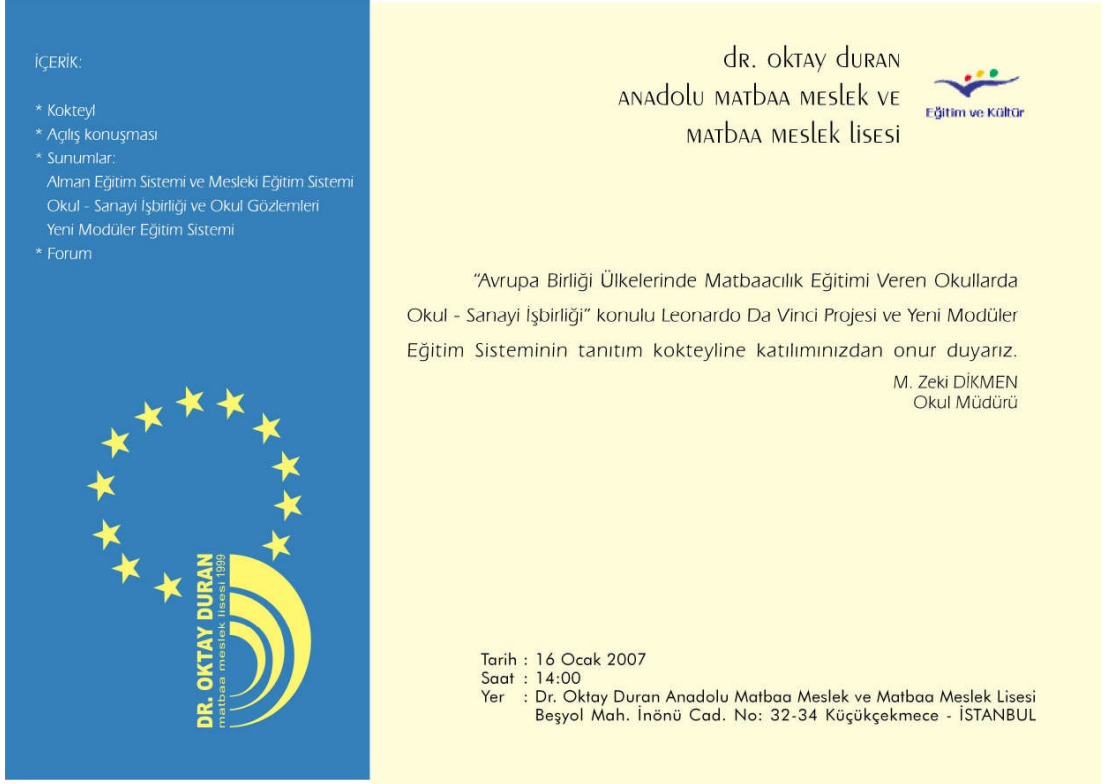 İÇERİK:
* Kokteyl
* Açılış konuşması
* Sunumlar:
Alman Eğitim Sistemi ve Mesleki Eğitim Sistemi
Okul - Sanayi İşbirliği ve Okul Gözlemleri
Yeni Modüler Eğitim Sistemi
* Forum
DR. OKTAY DURAN
matbaa meslek lisesi 1999
dr. oktay duran
anadolu matbaa meslek ve
matbaa meslek lisesi
Eğitim ve Kültür
“Avrupa Birliği Ülkelerinde Matbaacılık Eğitimi Veren Okullarda
Okul - Sanayi İşbirliği” konulu Leonardo Da Vinci Projesi ve Yeni Modüler
Eğitim Sisteminin tanıtım kokteyline katılımınızdan onur duyarız.
M. Zeki DİKMEN
Okul Müdürü
Tarih : 16 Ocak 2007
Saat : 14:00
Yer : Dr. Oktay Duran Anadolu Matbaa Meslek ve Matbaa Meslek Lisesi
Beşyol Mah. İnönü Cad. No: 32-34 Küçükçekmece - İSTANBUL